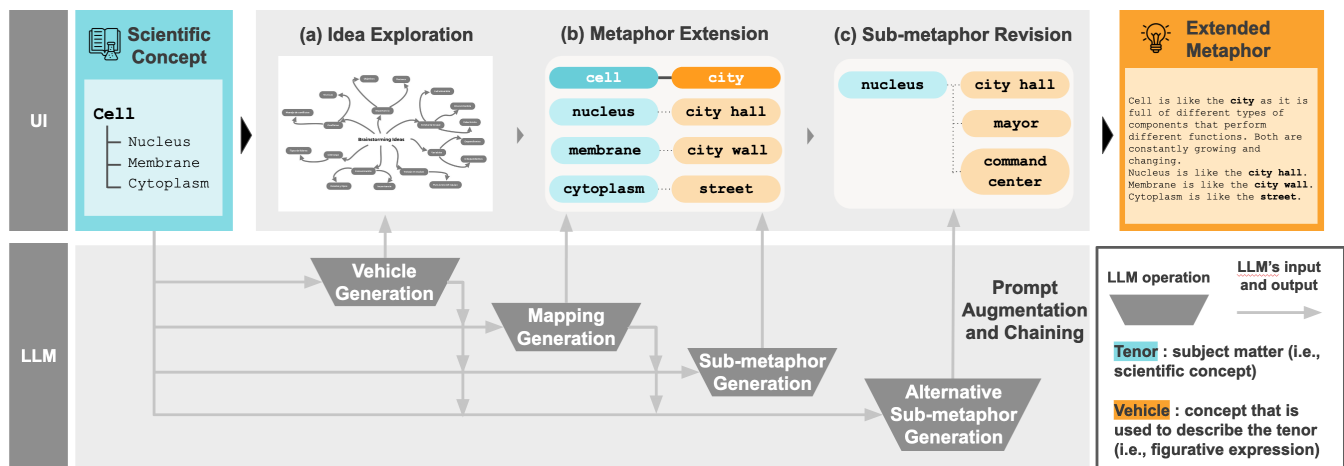 UI
Scientific
Concept
Cell
Nucleus
Membrane
Cytoplasm
(a) Idea Exploration
Brainstorming Ideas
(b) Metaphor Extension
cell
city
nucleus
city hall
membrane
city wall
cytoplasm
street
(c) Sub-metaphor Revision
nucleus
city hall
mayor
command
center
Extended
Metaphor
Cell is like the city as it is
full of different types of
components that perform
different functions. Both are
constantly growing and
changing.
Nucleus is like the city hall.
Membrane is like the city wall.
Cytoplasm is like the street.
LLM
Vehicle
Generation
Mapping
Generation
Sub-metaphor
Generation
Alternative
Sub-metaphor
Generation
Prompt
Augmentation
and Chaining
LLM operation
LLM's input
and output
Tenor : subject matter (i.e.,
scientific concept)
Vehicle : concept that is
used to describe the tenor
(i.e., figurative expression)